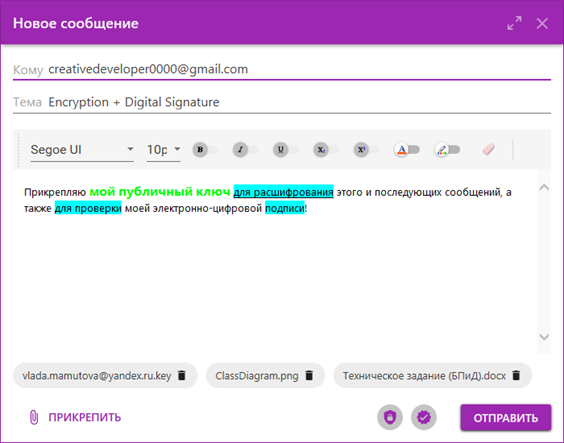 Новое сообщение
Кому creativedeveloper0000@gmail.com
Тема Encryption + Digital Signature
Segoe UI 10p B I U X₁ X² A
Прикрепляю мой публичный ключ для расшифрования этого и последующих сообщений, а
также для проверки моей электронно-цифровой подписи!
vlada.mamutova@yandex.ru.key ClassDiagram.png Техническое задание (БПиД).docx
ПРИКРЕПИТЬ ОТПРАВИТЬ